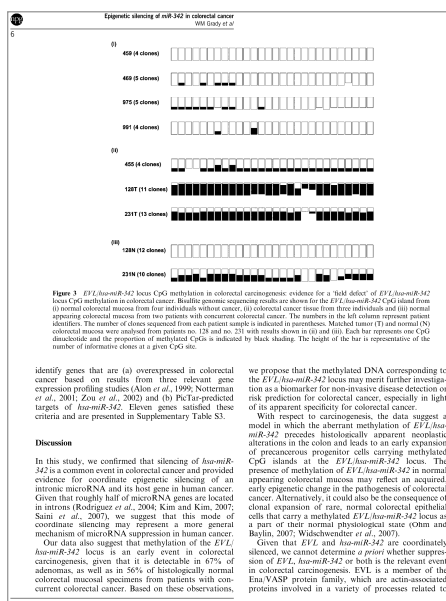 npg
Epigenetic silencing of miR-342 in colorectal cancer
WM Grady et al
6
(i)
459 (4 clones)
469 (5 clones)
975 (5 clones)
991 (4 clones)
(ii)
455 (4 clones)
128T (11 clones)
231T (13 clones)
(iii)
128N (12 clones)
231N (10 clones)
Figure 3 EVL/hsa-miR-342 locus CpG methylation in colorectal carcinogenesis: evidence for a 'field defect' of EVL/hsa-miR-342
locus CpG methylation in colorectal cancer. Bisulfite genomic sequencing results are shown for the EVL/hsa-miR-342 CpG island from
(i) normal colorectal mucosa from four individuals without cancer, (ii) colorectal cancer tissue from three individuals and (iii) normal
appearing colorectal mucosa from two patients with concurrent colorectal cancer. The numbers in the left column represent patient
identifiers. The number of clones sequenced from each patient sample is indicated in parentheses. Matched tumor (T) and normal (N)
colorectal mucosa were analysed from patients no. 128 and no. 231 with results shown in (ii) and (iii). Each bar represents one CpG
dinucleotide and the proportion of methylated CpGs is indicated by black shading. The height of the bar is representative of the
number of informative clones at a given CpG site.
identify genes that are (a) overexpressed in colorectal
cancer based on results from three relevant gene
expression profiling studies (Alon et al., 1999; Notterman
et al., 2001; Zou et al., 2002) and (b) PicTar-predicted
targets of hsa-miR-342. Eleven genes satisfied these
criteria and are presented in Supplementary Table S3.
Discussion
In this study, we confirmed that silencing of hsa-miR-
342 is a common event in colorectal cancer and provided
evidence for coordinate epigenetic silencing of an
intronic microRNA and its host gene in human cancer.
Given that roughly half of microRNA genes are located
in introns (Rodriguez et al., 2004; Kim and Kim, 2007;
Saini et al., 2007), we suggest that this mode of
coordinate silencing may represent a more general
mechanism of microRNA suppression in human cancer.
Our data also suggest that methylation of the EVL/
hsa-miR-342 locus is an early event in colorectal
carcinogenesis, given that it is detectable in 67% of
adenomas, as well as in 56% of histologically normal
colorectal mucosal specimens from patients with con-
current colorectal cancer. Based on these observations,
we propose that the methylated DNA corresponding to
the EVL/hsa-miR-342 locus may merit further investiga-
tion as a biomarker for non-invasive disease detection or
risk prediction for colorectal cancer, especially in light
of its apparent specificity for colorectal cancer.
With respect to carcinogenesis, the data suggest a
model in which the aberrant methylation of EVL/hsa-
miR-342 precedes histologically apparent neoplastic
alterations in the colon and leads to an early expansion
of precancerous progenitor cells carrying methylated
CpG islands at the EVL/hsa-miR-342 locus. The
presence of methylation of EVL/hsa-miR-342 in normal
appearing colorectal mucosa may reflect an acquired,
early epigenetic change in the pathogenesis of colorectal
cancer. Alternatively, it could also be the consequence of
clonal expansion of rare, normal colorectal epithelial
cells that carry a methylated EVL/hsa-miR-342 locus as
a part of their normal physiological state (Ohm and
Baylin, 2007; Widschwendter et al., 2007).
Given that EVL and hsa-miR-342 are coordinately
silenced, we cannot determine a priori whether suppres-
sion of EVL, hsa-miR-342 or both is the relevant event
in colorectal carcinogenesis. EVL is a member of the
Ena/VASP protein family, which are actin-associated
proteins involved in a variety of processes related to